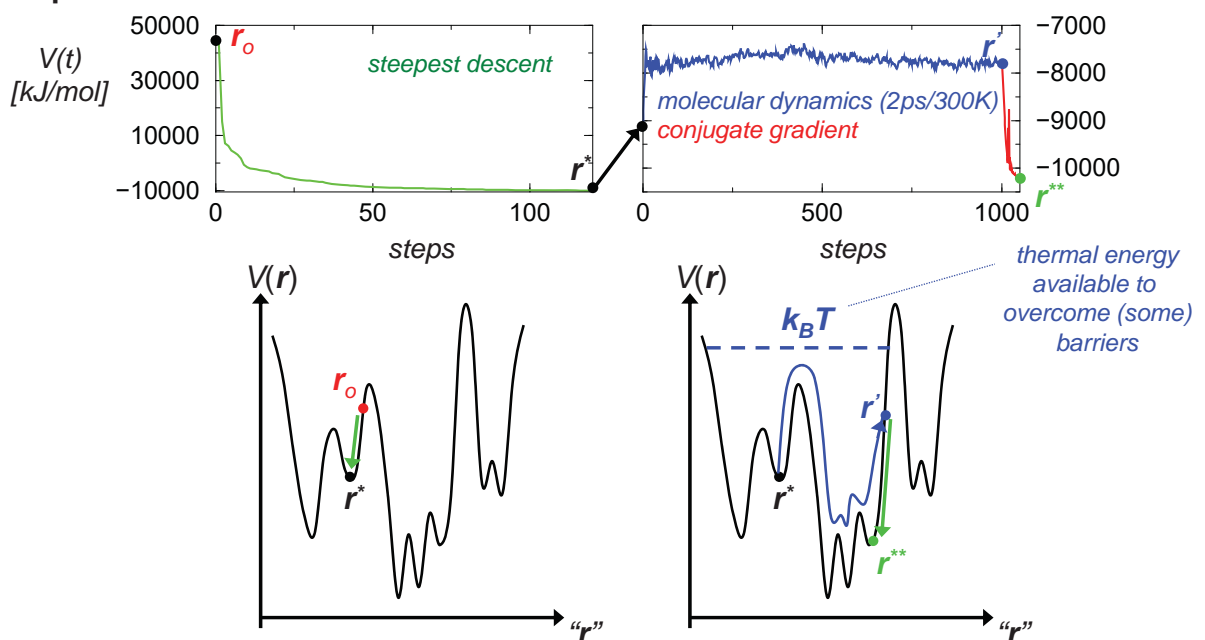 50000
30000
10000
−10000
V(t)
[kJ/mol]
r_o
steepest descent
r*
0
50
100
steps
−7000
−8000
−9000
−10000
r’
molecular dynamics (2ps/300K)
conjugate gradient
r**
0
500
1000
steps
thermal energy
available to
overcome (some)
barriers
V(r)
r_o
r*
“r”
V(r)
k_BT
r’
r*
r**
“r”